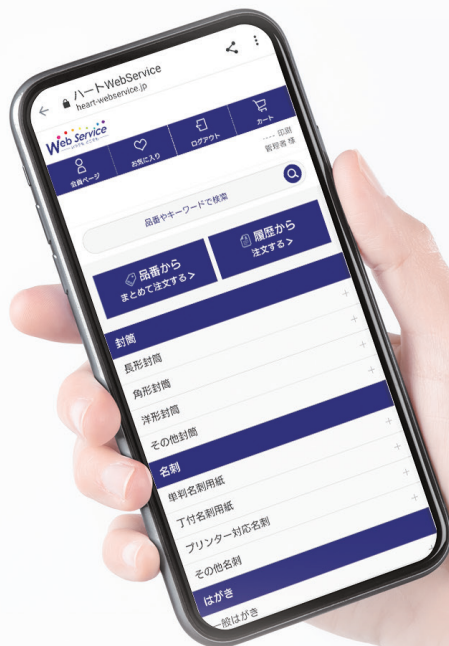 ハートWebService
heart-webservice.jp
Web Service
会員ページ
お気に入り
ログアウト
カート
---- 印刷
管理者 様
品番やキーワードで検索
品番から
まとめて注文する >
履歴から
注文する >
封筒
長形封筒
角形封筒
洋形封筒
その他封筒
名刺
単判名刺用紙
丁付名刺用紙
プリンター対応名刺
その他名刺
はがき
一般はがき